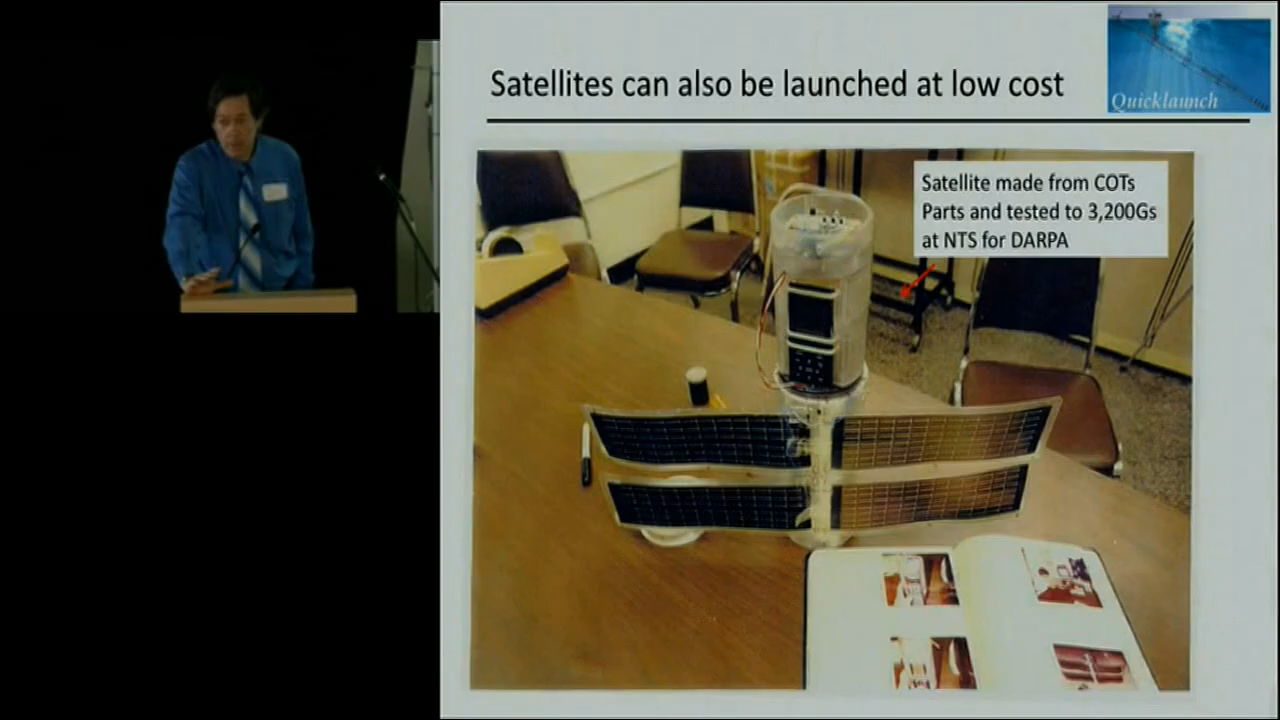 Satellites can also be launched at low cost
Quicklaunch
Satellite made from COTs
Parts and tested to 3,200Gs
at NTS for DARPA